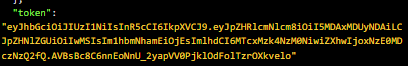 ],
"token":
"eyJhbGciOiJIUzI1NiIsInR5cCI6IkpXVCJ9.eyJpZHRlcmNlcm8iOiI5MDAxMDUyNDAiLC
JpZHNlZGUiOiIwMSIsIm1hbmNhamEiOjEsImlhdCI6MTcxMzk4NzM0NiwiZXhwIjoxNzE0MD
czNzQ2fQ.AVBsBc8C6nnEoNnU_2yapVV0PjklOdFolTzrOXkvelo"